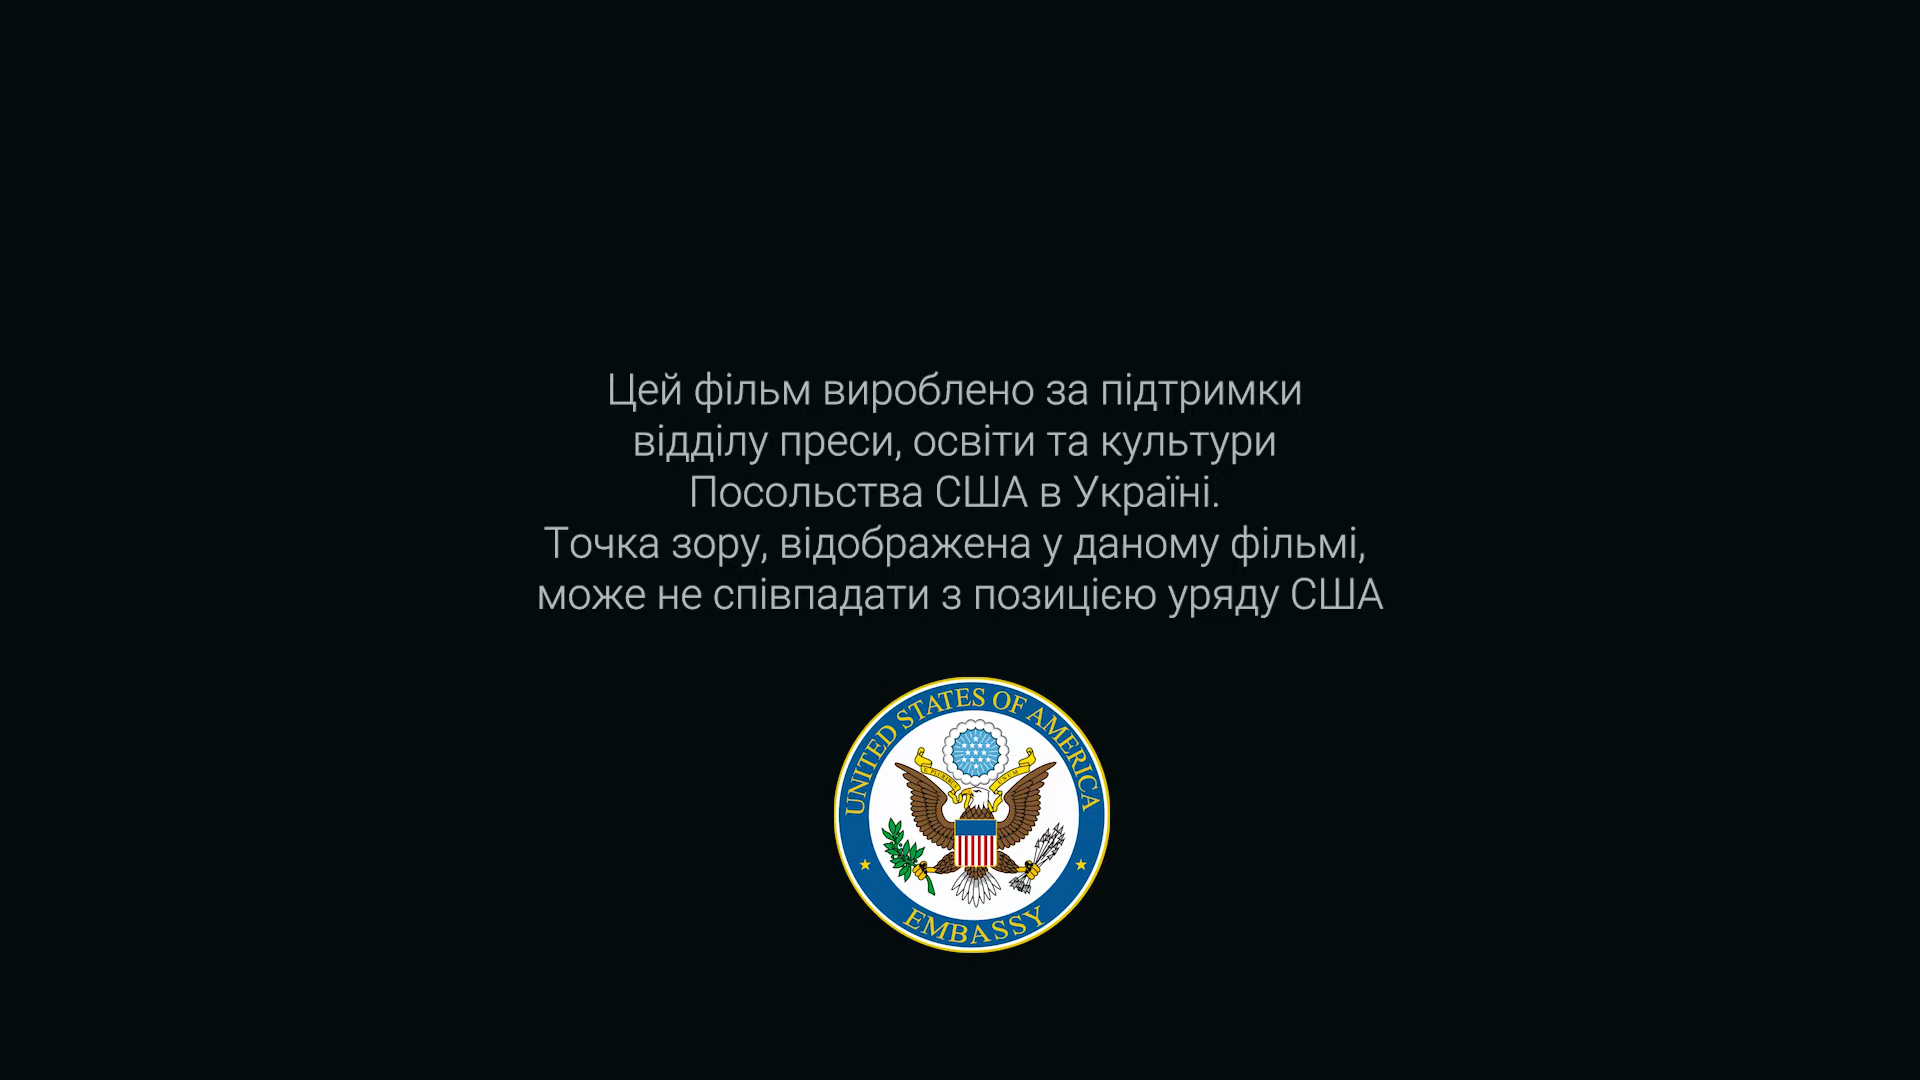 Цей фільм вироблено за підтримки
відділу преси, освіти та культури
Посольства США в Україні.
Точка зору, відображена у даному фільмі,
може не співпадати з позицією уряду США
UNITED STATES OF AMERICA
EMBASSY